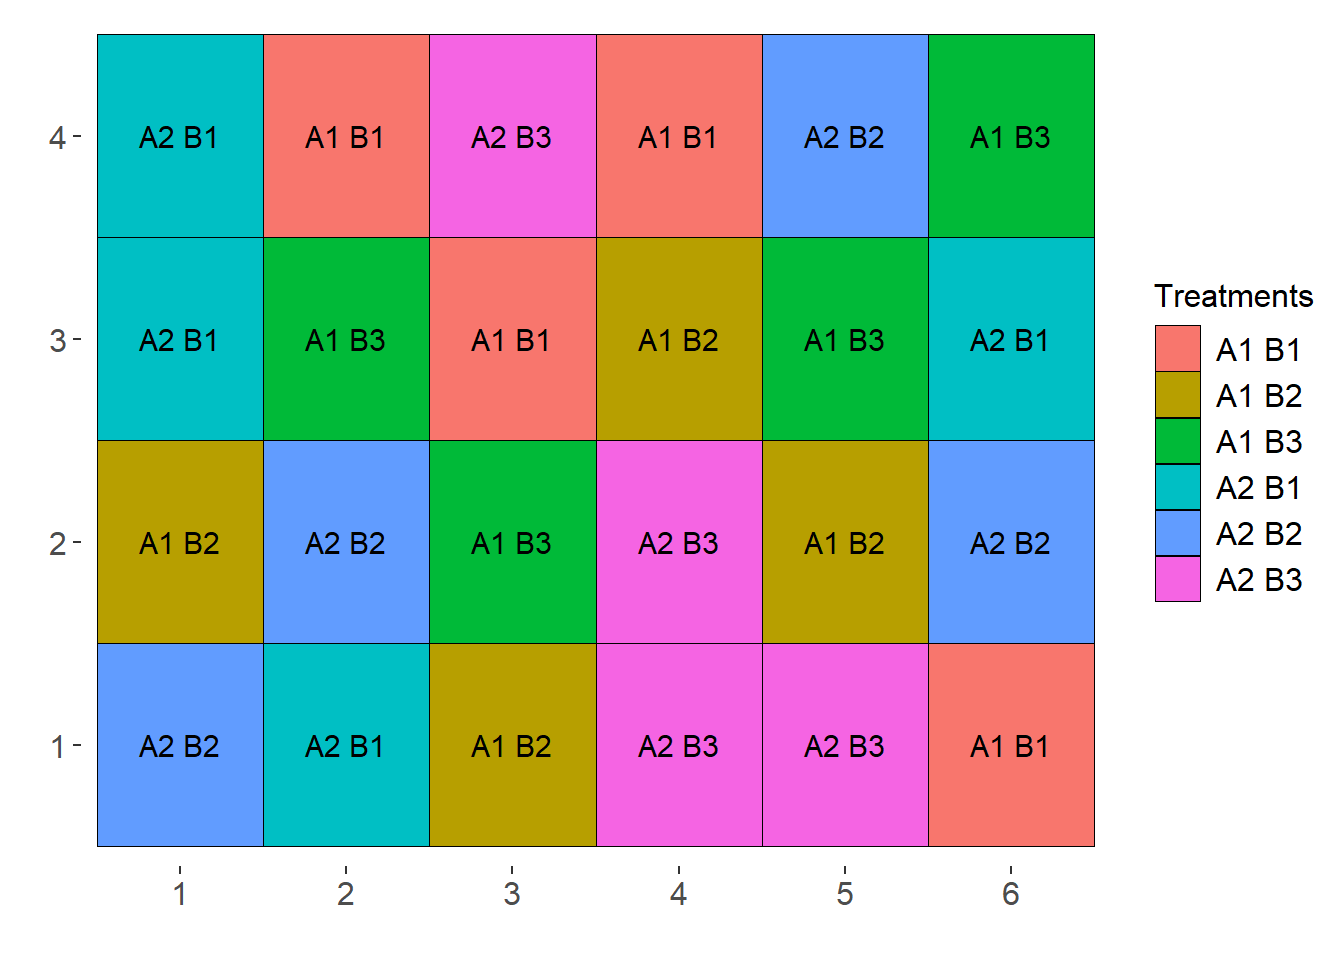 4 A2 B1 A1 B1 A2 B3 A1 B1 A2 B2 A1 B3
3 A2 B1 A1 B3 A1 B1 A1 B2 A1 B3 A2 B1
2 A1 B2 A2 B2 A1 B3 A2 B3 A1 B2 A2 B2
1 A2 B2 A2 B1 A1 B2 A2 B3 A2 B3 A1 B1
1 2 3 4 5 6
Treatments
A1 B1
A1 B2
A1 B3
A2 B1
A2 B2
A2 B3